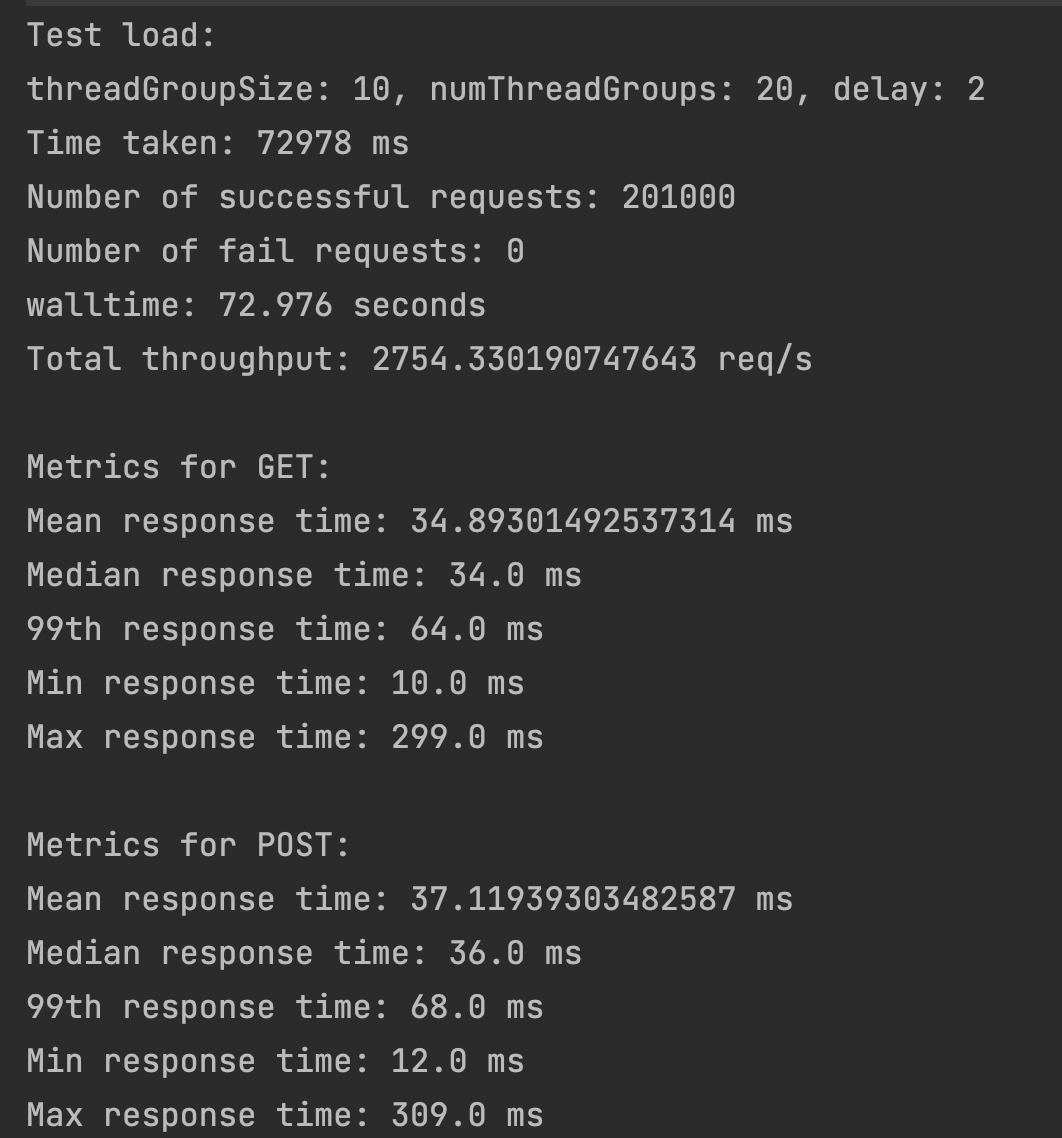 Test load:
threadGroupSize: 10, numThreadGroups: 20, delay: 2
Time taken: 72978 ms
Number of successful requests: 201000
Number of fail requests: 0
walltime: 72.976 seconds
Total throughput: 2754.330190747643 req/s
Metrics for GET:
Mean response time: 34.89301492537314 ms
Median response time: 34.0 ms
99th response time: 64.0 ms
Min response time: 10.0 ms
Max response time: 299.0 ms
Metrics for POST:
Mean response time: 37.11939303482587 ms
Median response time: 36.0 ms
99th response time: 68.0 ms
Min response time: 12.0 ms
Max response time: 309.0 ms